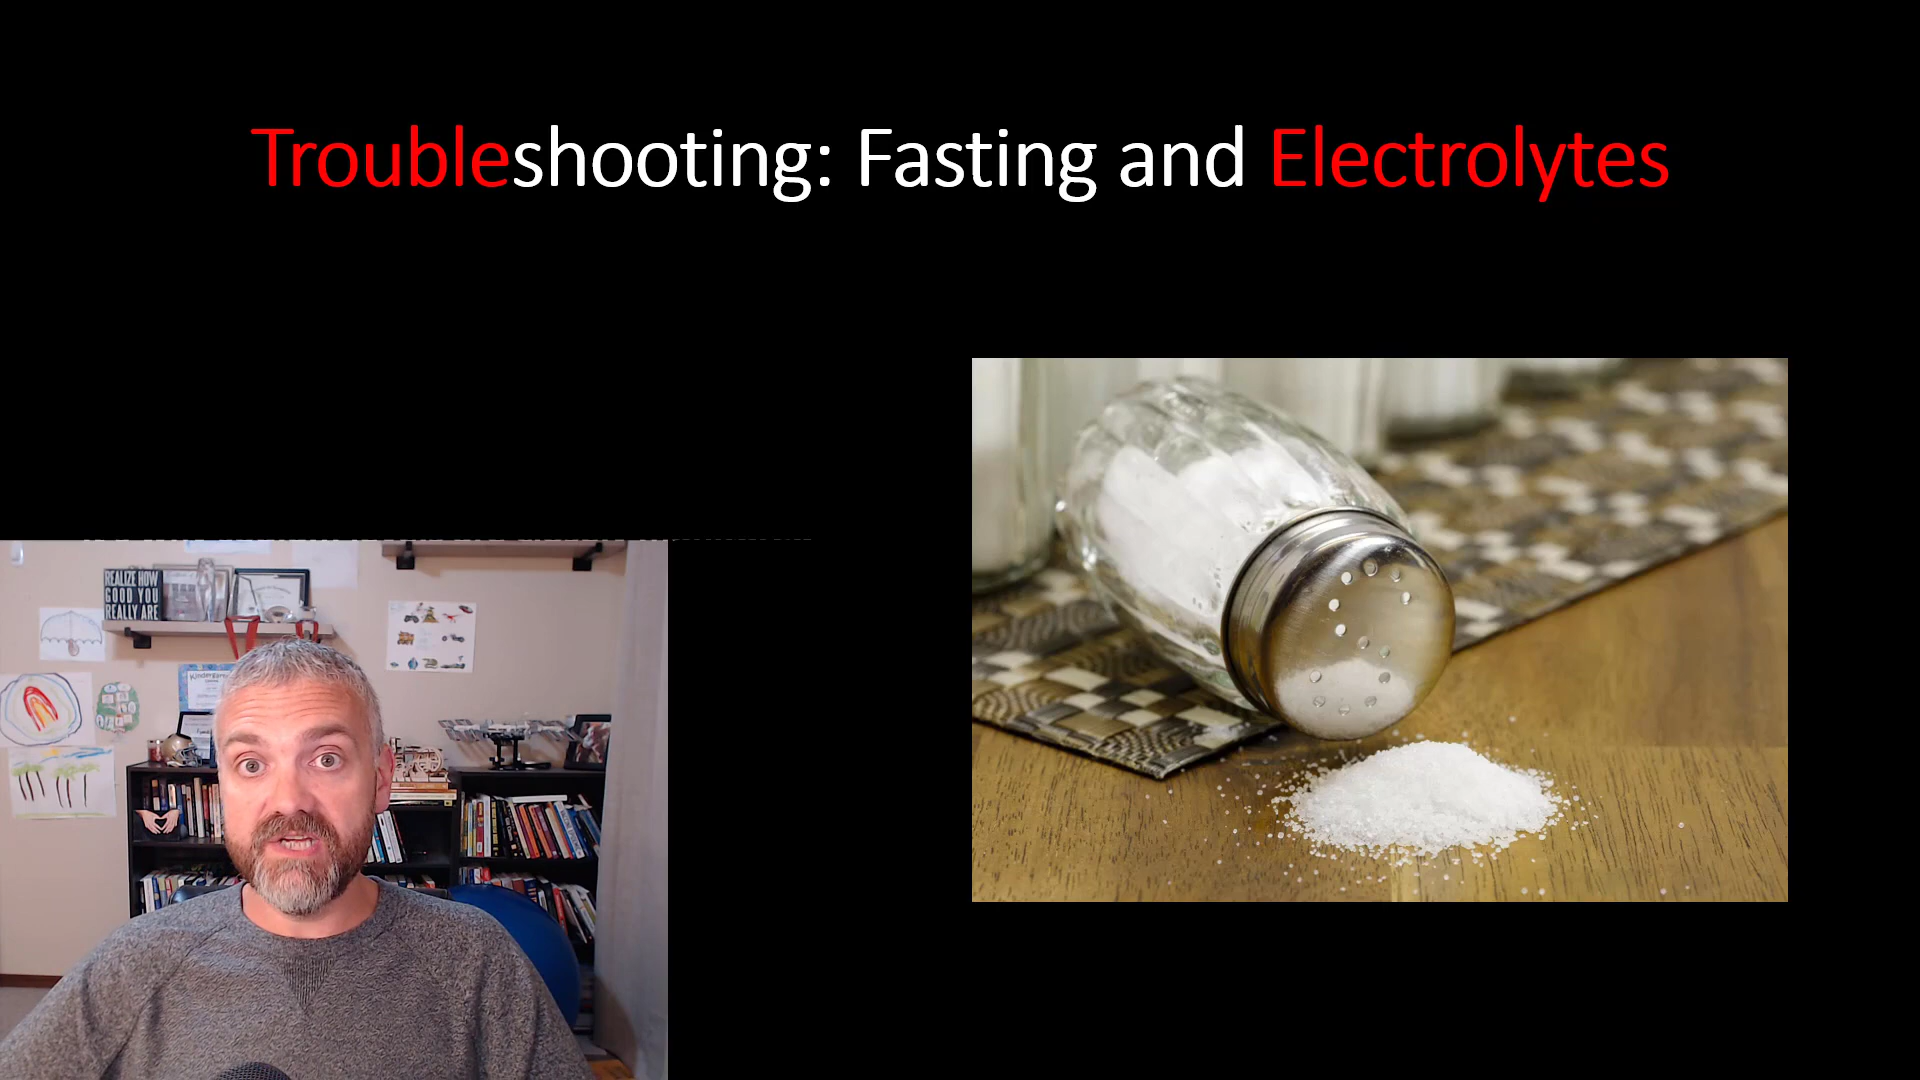 Troubleshooting: Fasting and Electrolytes
REALIZE HOW
GOOD YOU
REALLY ARE